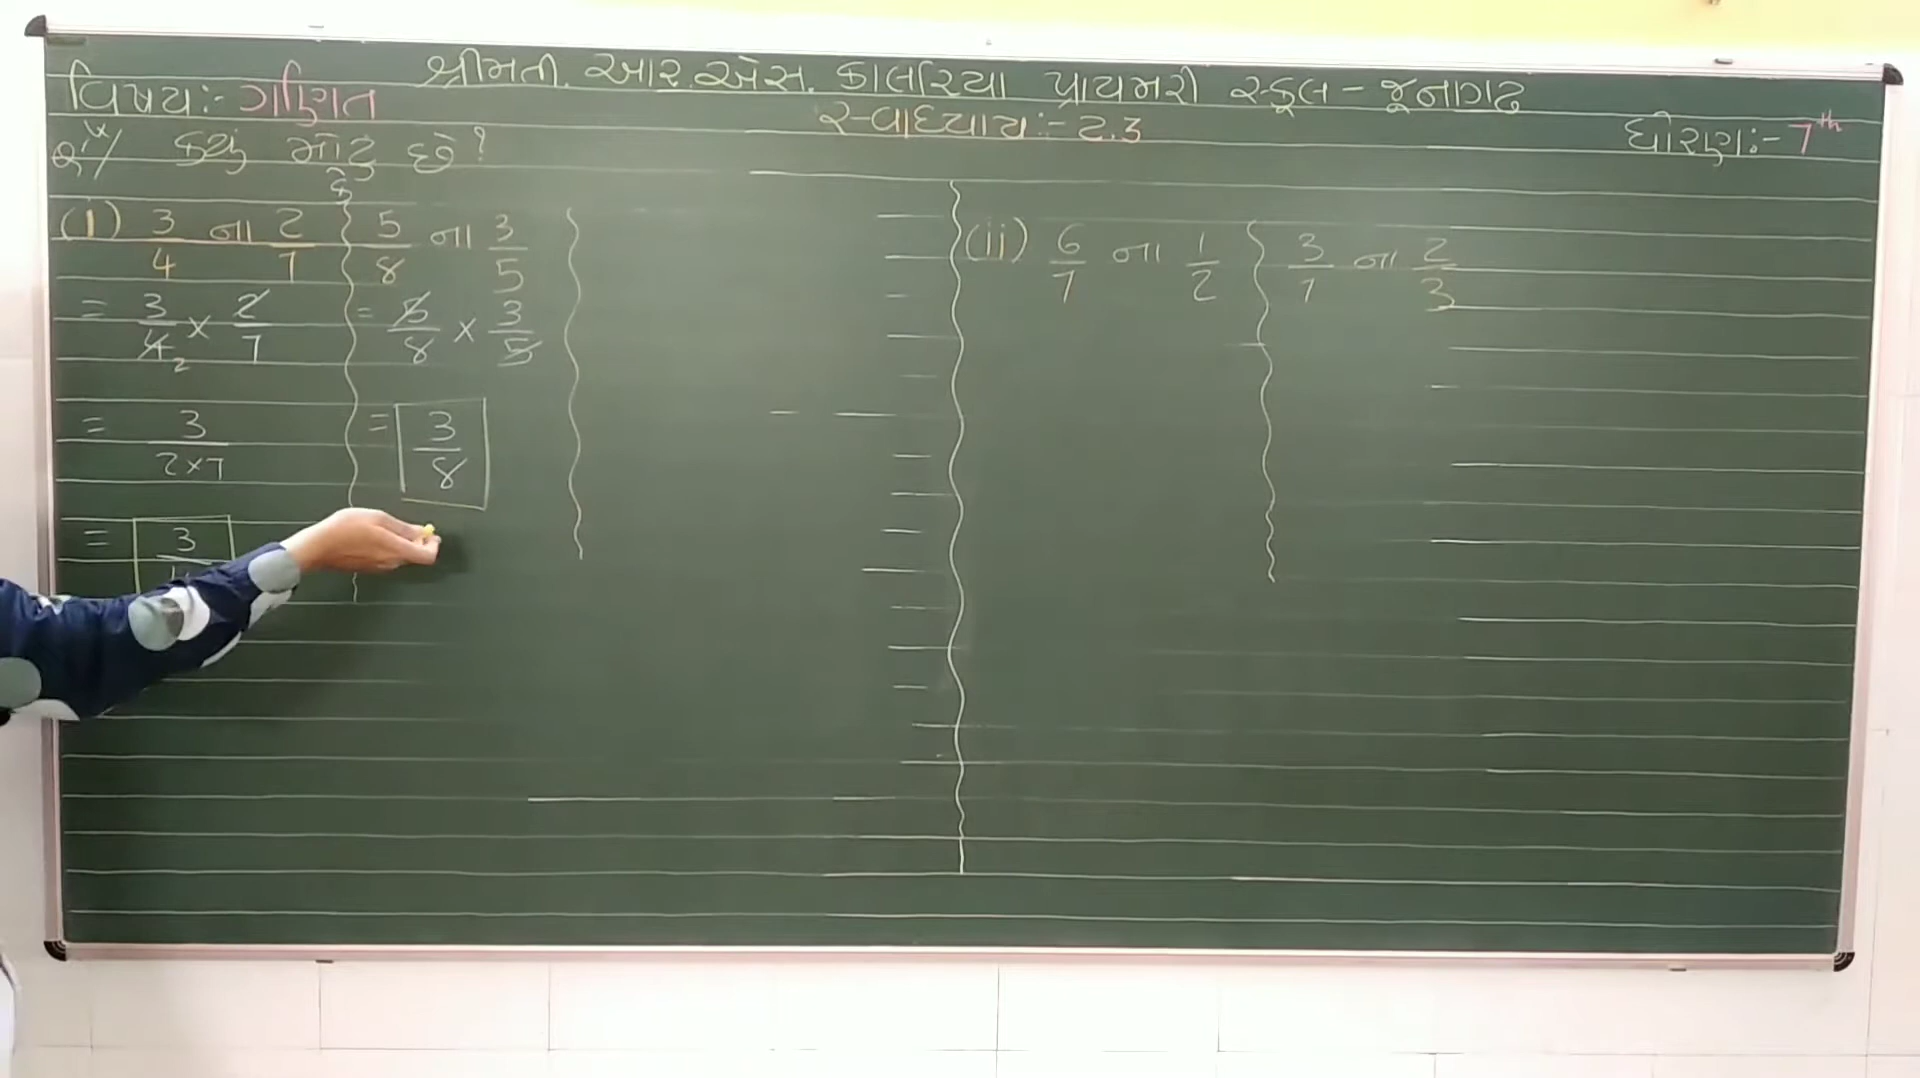 શ્રીમતી. આર.એસ. કાલરિયા પ્રાયમરી સ્કૂલ - જૂનાગઢ
વિષય:- ગણિત
સ્વાધ્યાય:- 2.3
ધોરણ:- 7th
કયું મોટું છે?
(i) 3/4 ના 2/7 કે 5/8 ના 3/5
= 3/4 2 × 2/7 = 5/8 × 3/5
= 3/2×7 = 3/8
= 3
(ii) 6/7 ના 1/2 3/7 ના 2/3